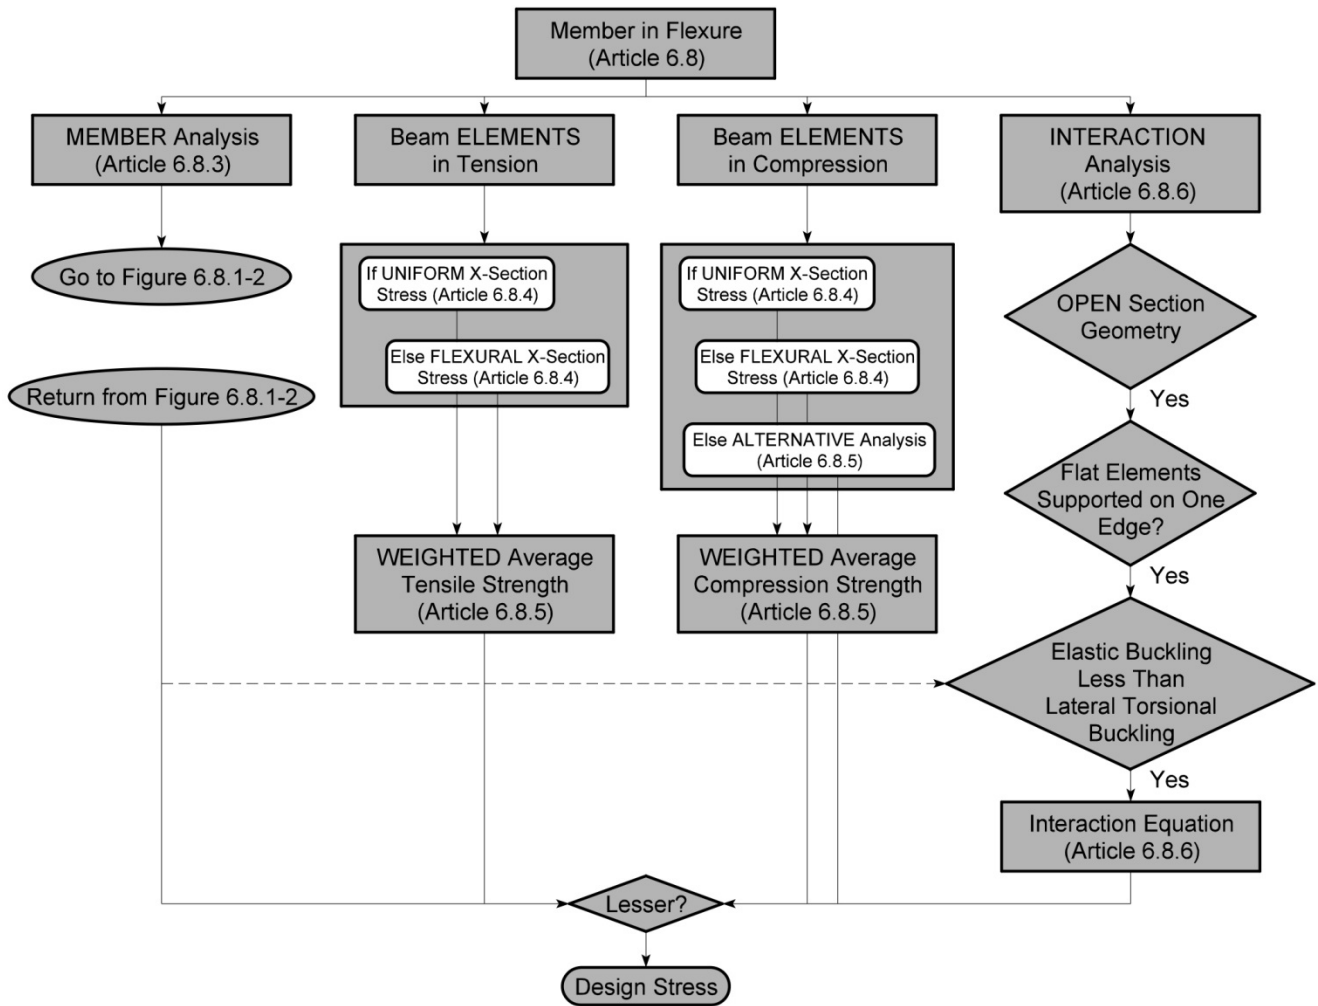 Member in Flexure
(Article 6.8)
MEMBER Analysis
(Article 6.8.3)
Beam ELEMENTS
in Tension
Beam ELEMENTS
in Compression
INTERACTION
Analysis
(Article 6.8.6)
Go to Figure 6.8.1-2
If UNIFORM X-Section
Stress (Article 6.8.4)
Else FLEXURAL X-Section
Stress (Article 6.8.4)
If UNIFORM X-Section
Stress (Article 6.8.4)
Else FLEXURAL X-Section
Stress (Article 6.8.4)
Else ALTERNATIVE Analysis
(Article 6.8.5)
OPEN Section
Geometry
Yes
Return from Figure 6.8.1-2
Flat Elements
Supported on One
Edge?
Yes
WEIGHTED Average
Tensile Strength
(Article 6.8.5)
WEIGHTED Average
Compression Strength
(Article 6.8.5)
Elastic Buckling
Less Than
Lateral Torsional
Buckling
Yes
Interaction Equation
(Article 6.8.6)
Lesser?
Design Stress